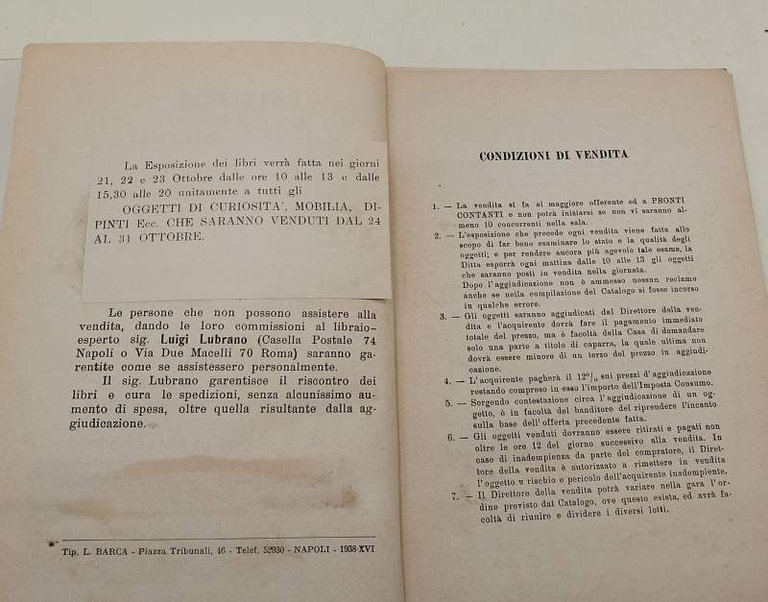 La Esposizione dei libri verrà fatta nei giorni
21, 22 e 23 Ottobre dalle ore 10 alle 13 e dalle
15,30 alle 20 unitamente a tutti gli
OGGETTI DI CURIOSITA', MOBILIA, DI-
PINTI Ecc. CHE SARANNO VENDUTI DAL 24
AL 31 OTTOBRE.
Le persone che non possono assistere alla
vendita, dando le loro commissioni al libraio-
esperto sig. Luigi Lubrano (Casella Postale 74
Napoli o Via Due Macelli 70 Roma) saranno ga-
rentite come se assistessero personalmente.
Il sig. Lubrano garentisce il riscontro dei
libri e cura le spedizioni, senza alcunissimo au-
mento di spesa, oltre quella risultante dalla ag-
giudicazione.
Tip. L. BARCA - Piazza Tribunali, 46 - Telef. 52930 - NAPOLI - 1938-XVI
CONDIZIONI DI VENDITA
1. — La vendita si fa al maggiore offerente ed a PRONTI
CONTANTI e non potrà iniziarsi se non vi saranno al-
meno 10 concorrenti nella sala.
2. — L'esposizione che precede ogni vendita viene fatta allo
scopo di far bene esaminare lo stato e la qualità degli
oggetti; e per rendere ancora più agevole tale esame, la
Ditta esporrà ogni mattina dalle 10 alle 13 gli oggetti
che saranno posti in vendita nella giornata.
Dopo l'aggiudicazione non è ammesso nessun reclamo
anche se nella compilazione del Catalogo si fosse incorso
in qualche errore.
3. — Gli oggetti saranno aggiudicati dal Direttore della ven-
dita e l'acquirente dovrà fare il pagamento immediato
totale del prezzo, ma è facoltà della Casa di domandare
solo una parte a titolo di caparra, la quale ultima non
dovrà essere minore di un terzo del prezzo in aggiudi-
cazione.
4. — L'acquirente pagherà il 12% sui prezzi d'aggiudicazione
restando compreso in esso l'importo dell'Imposta Consumo.
5. — Sorgendo contestazione circa l'aggiudicazione di un og-
getto, è in facoltà del banditore del riprendere l'incanto
sulla base dell'offerta precedente fatta.
6. — Gli oggetti venduti dovranno essere ritirati e pagati non
oltre le ore 12 del giorno successivo alla vendita. In
caso di inadempienza da parte del compratore, il Diret-
tore della vendita è autorizzato a rimettere in vendita
l'oggetto a rischio e pericolo dell'acquirente inadempiente.
7. — Il Direttore della vendita potrà variare nella gara l'or-
dine previsto dal Catalogo, ove questo esista, ed avrà fa-
coltà di riunire e dividere i diversi lotti.